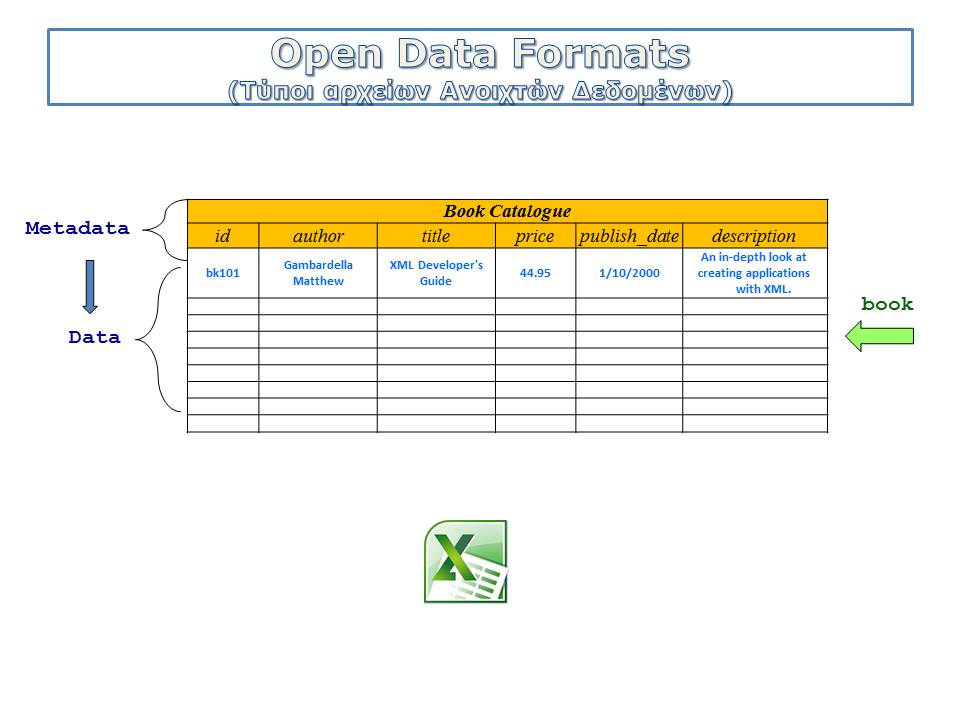 Open Data Formats
(Τύποι αρχείων Ανοιχτών Δεδομένων)
Book Catalogue
Metadata
id author title price publish_date description
bk101
Gambardella
Matthew
XML Developer's
Guide
44.95
1/10/2000
An in-depth look at
creating applications
with XML.
book
Data